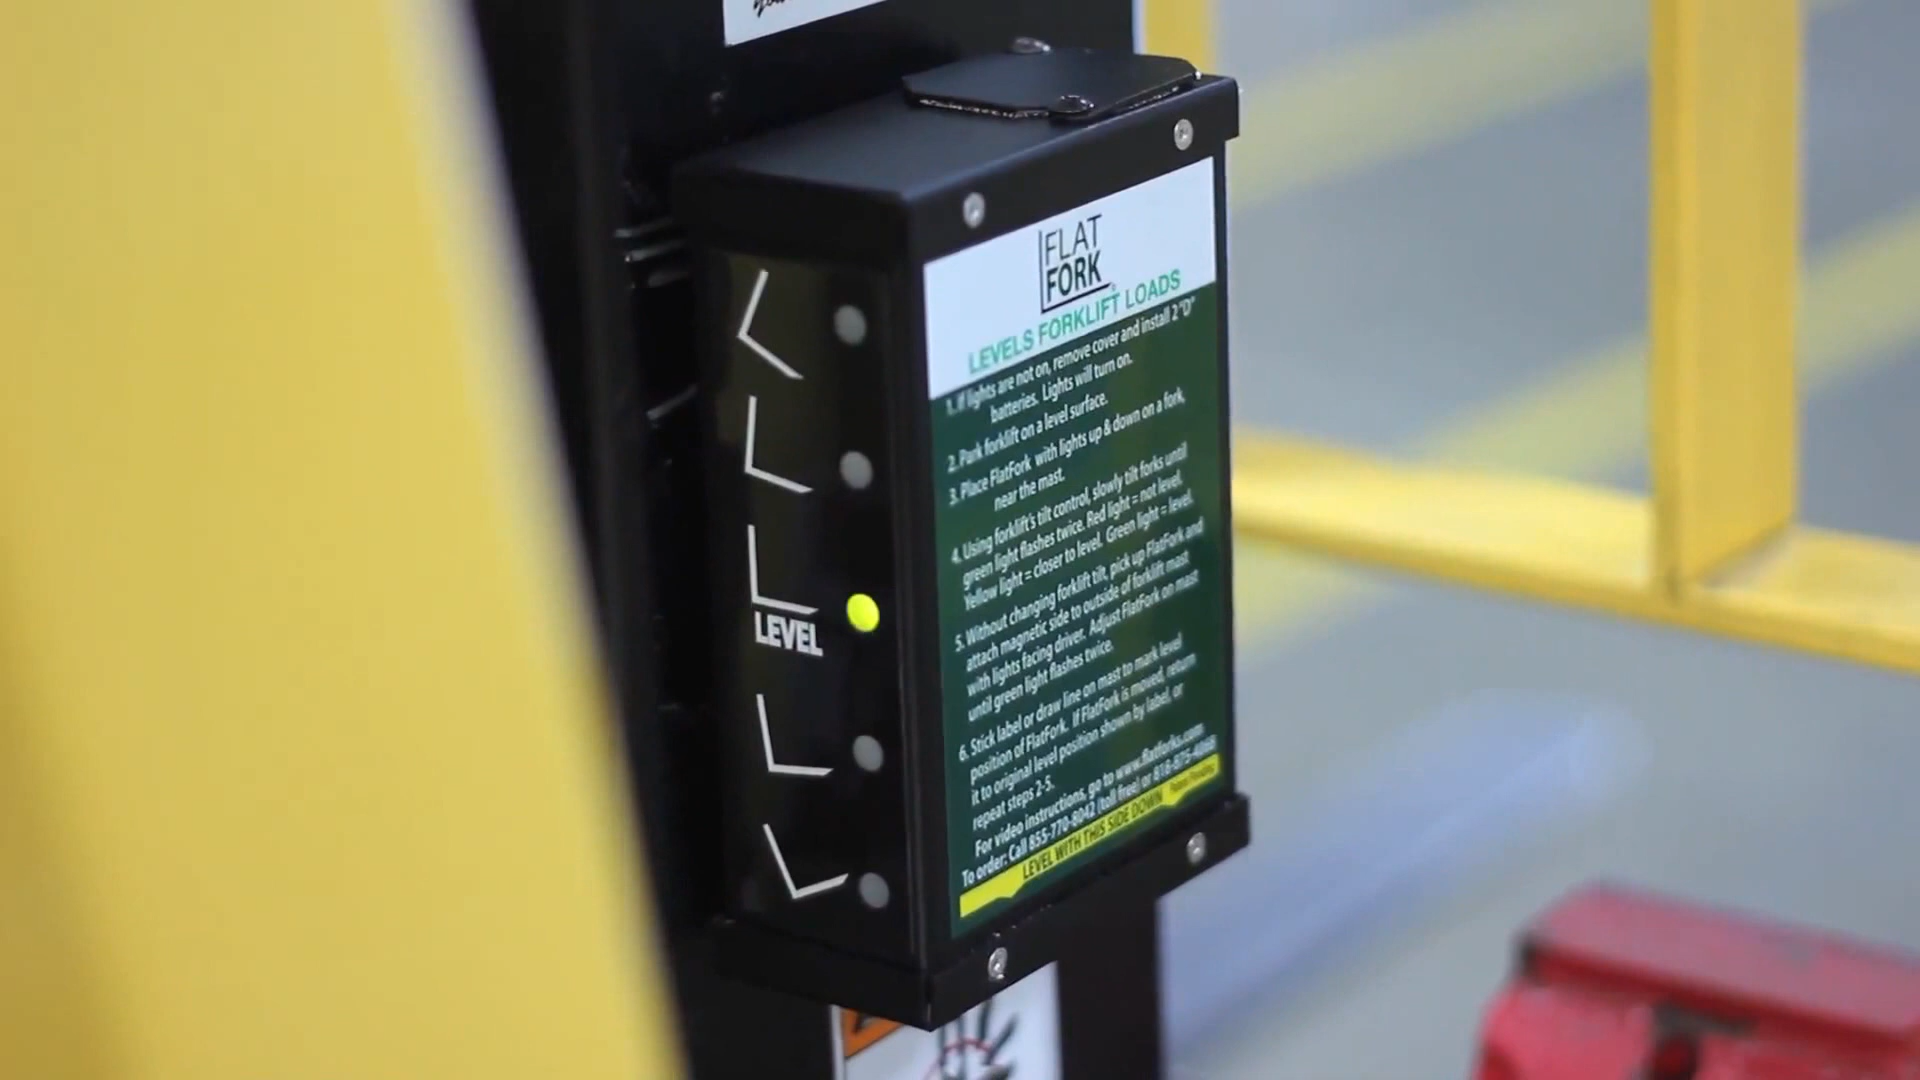 FLAT
FORK
LEVELS FORKLIFT LOADS
1. If lights are not on, remove cover and install 2 "D"
batteries. Lights will turn on.
2. Park forklift on a level surface.
3. Place FlatFork with lights up & down on a fork,
near the mast.
4. Using forklift's tilt control, slowly tilt forks until
green light flashes twice. Red light = not level.
Yellow light = closer to level. Green light = level.
5. Without changing forklift tilt, pick up FlatFork and
attach magnetic side to outside of forklift mast
with lights facing driver. Adjust FlatFork on mast
until green light flashes twice.
6. Stick label or draw line on mast to mark level
position of FlatFork. If FlatFork is moved, return
it to original level position shown by label, or
repeat steps 2-5.
For video instructions, go to www.flatforks.com
To order: Call 855-770-8042 (toll free) or
LEVEL WITH THIS SIDE DOWN
Patent Pending
LEVEL